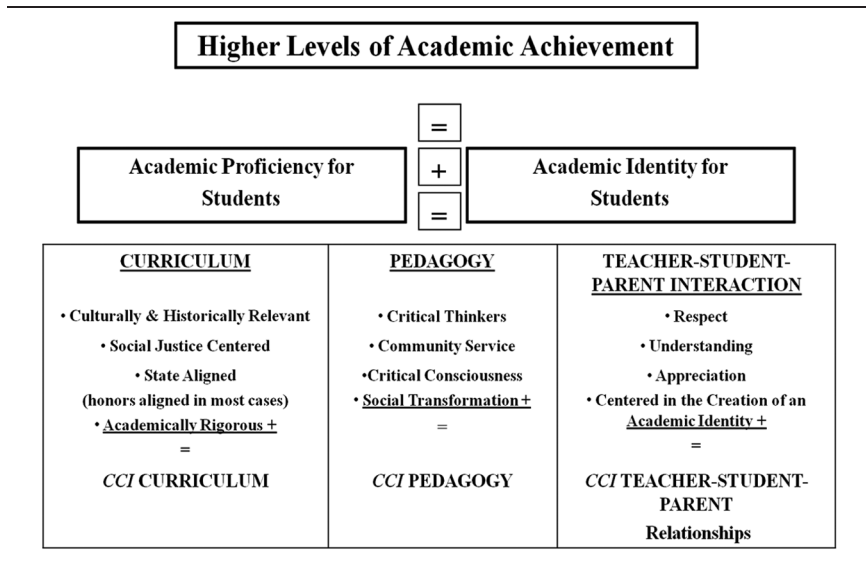 Higher Levels of Academic Achievement
=
Academic Proficiency for
Students
+
Academic Identity for
Students
=
CURRICULUM
• Culturally & Historically Relevant
• Social Justice Centered
• State Aligned
(honors aligned in most cases)
• Academically Rigorous +
=
CCI CURRICULUM
PEDAGOGY
• Critical Thinkers
• Community Service
•Critical Consciousness
• Social Transformation +
=
CCI PEDAGOGY
TEACHER-STUDENT-
PARENT INTERACTION
• Respect
• Understanding
• Appreciation
• Centered in the Creation of an
Academic Identity +
=
CCI TEACHER-STUDENT-
PARENT
Relationships